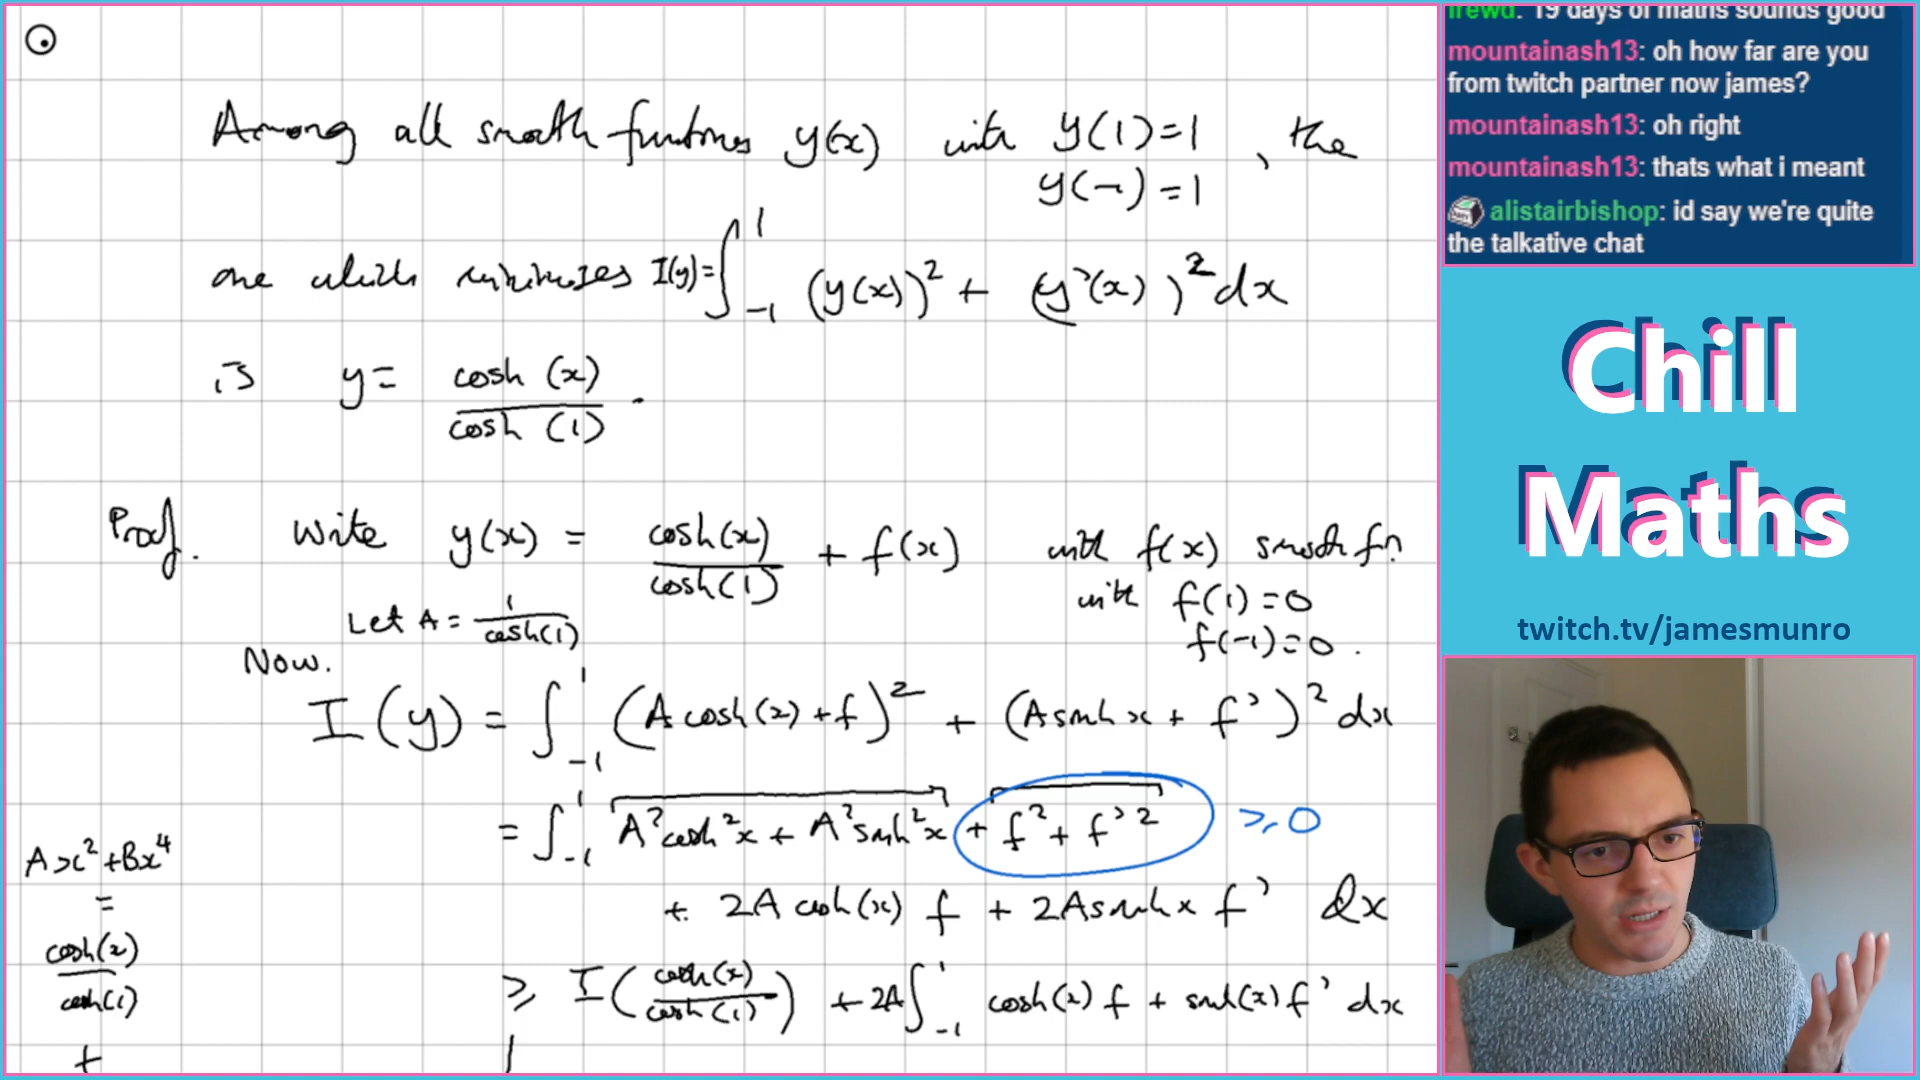 Among all smooth functions y(x) with y(1)=1 , the
y(-1)=1
one which minimizes I(y)=∫_{-1}^{1} (y(x))² + (y'(x))² dx
is y = cosh(x)/cosh(1) .
Proof. Write y(x) = cosh(x)/cosh(1) + f(x) with f(x) smooth fn
with f(1)=0
f(-1)=0.
Let A = 1/cosh(1)
Now.
I(y) = ∫_{-1}^{1} (A cosh(x)+f)² + (A sinh x + f')² dx
= ∫_{-1}^{1} A²cosh²x + A²sinh²x + f² + f'² ≥ 0
+ 2A cosh(x) f + 2A sinh x f' dx
≥ I(cosh(x)/cosh(1)) + 2A∫_{-1}^{1} cosh(x) f + sinh(x) f' dx
Ax²+Bx⁴
=
cosh(x)/cosh(1)
+
frewd: 19 days of maths sounds good
mountainash13: oh how far are you
from twitch partner now james?
mountainash13: oh right
mountainash13: thats what i meant
alistairbishop: id say we're quite
the talkative chat
Chill
Maths
twitch.tv/jamesmunro